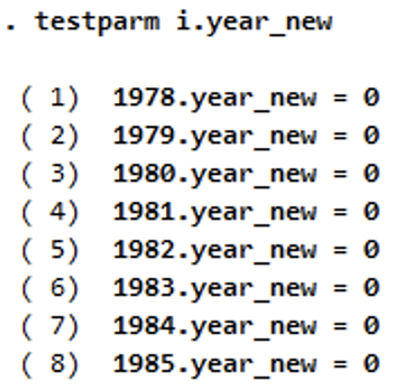 . testparm i.year_new
( 1) 1978.year_new = 0
( 2) 1979.year_new = 0
( 3) 1980.year_new = 0
( 4) 1981.year_new = 0
( 5) 1982.year_new = 0
( 6) 1983.year_new = 0
( 7) 1984.year_new = 0
( 8) 1985.year_new = 0